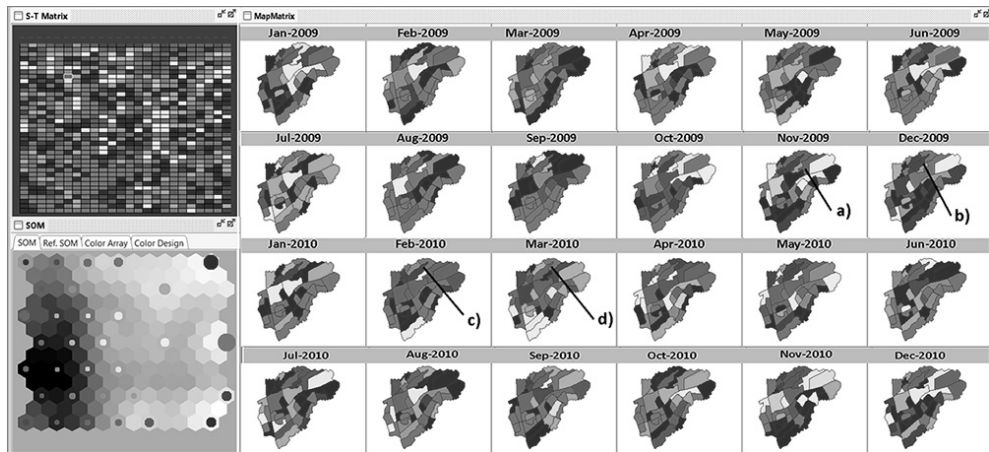 S-T Matrix
MapMatrix
Jan-2009 Feb-2009 Mar-2009 Apr-2009 May-2009 Jun-2009
Jul-2009 Aug-2009 Sep-2009 Oct-2009 Nov-2009 Dec-2009
a) b)
SOM
SOM Ref. SOM Color Array Color Design
Jan-2010 Feb-2010 Mar-2010 Apr-2010 May-2010 Jun-2010
c) d)
Jul-2010 Aug-2010 Sep-2010 Oct-2010 Nov-2010 Dec-2010